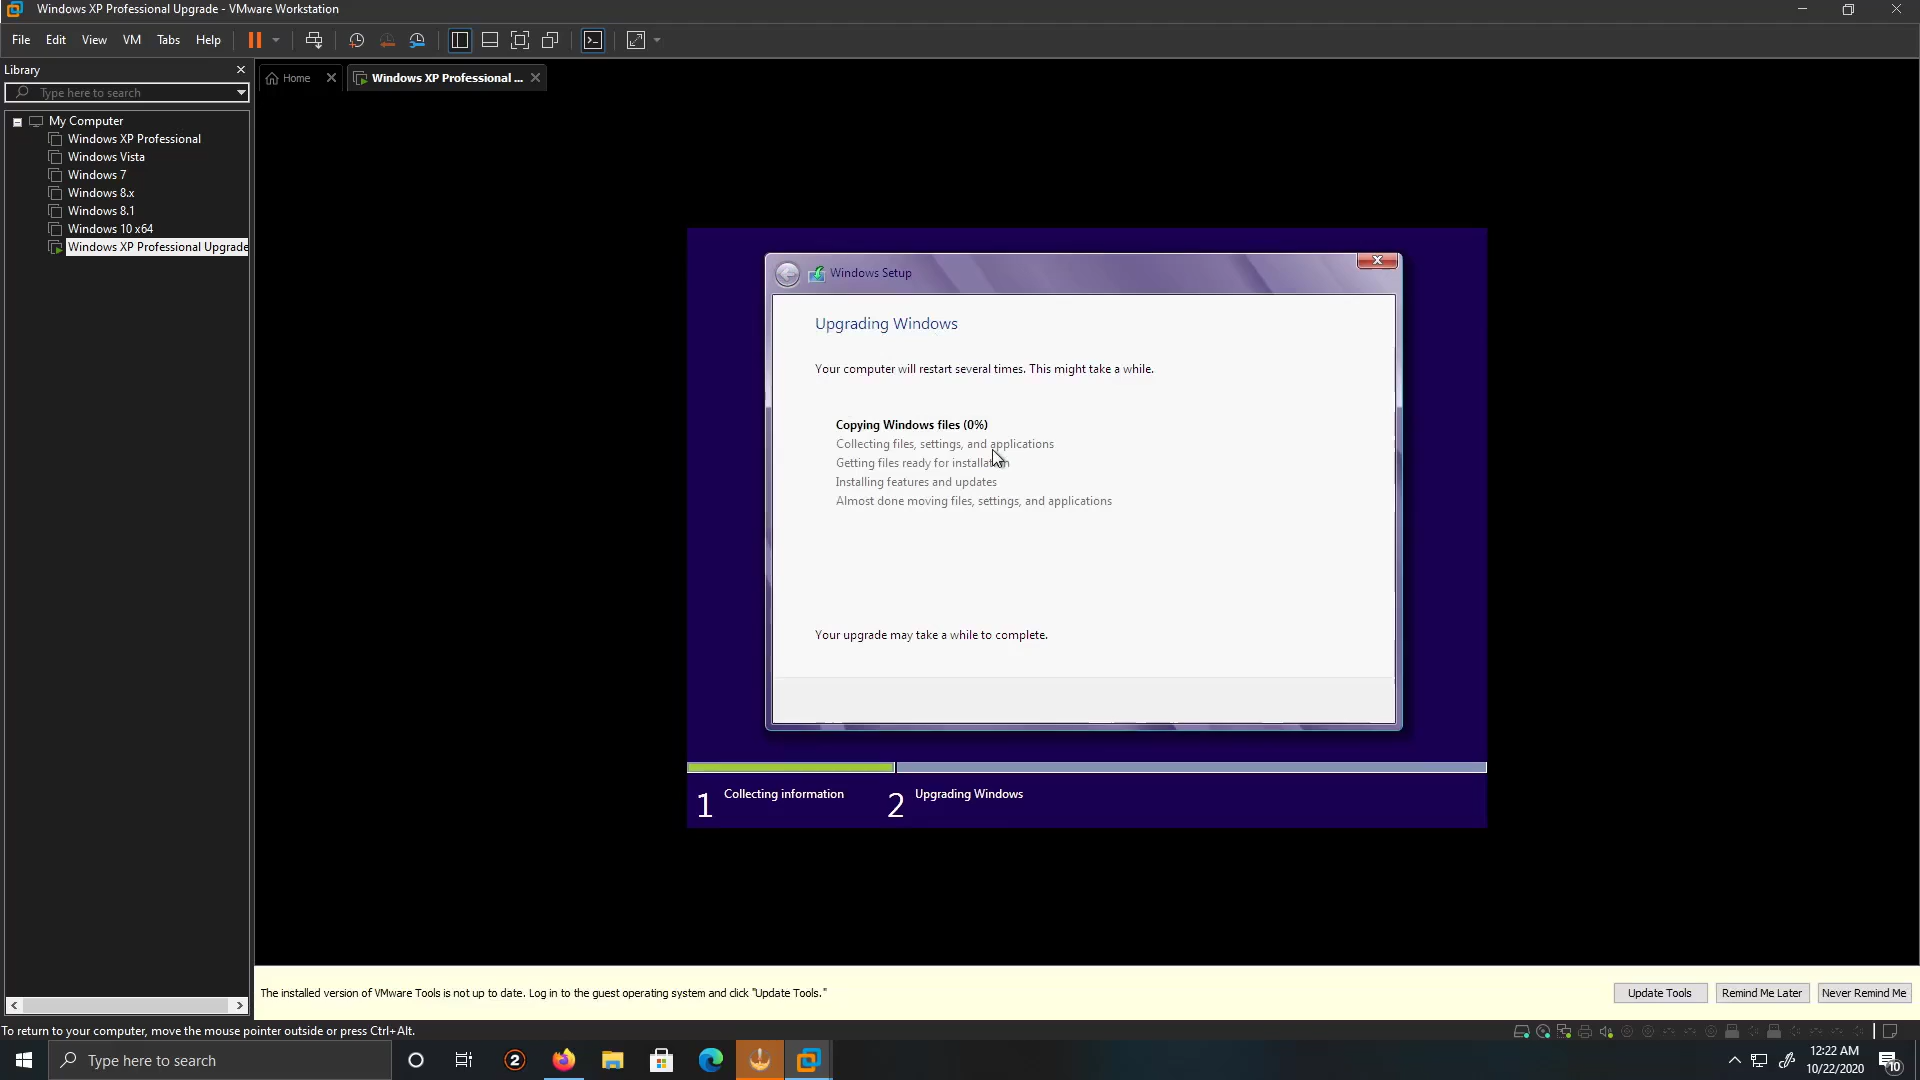 Windows XP Professional Upgrade - VMware Workstation
File Edit View VM Tabs Help
Library
Type here to search
Home
Windows XP Professional ...
My Computer
Windows XP Professional
Windows Vista
Windows 7
Windows 8.x
Windows 8.1
Windows 10 x64
Windows XP Professional Upgrade
Windows Setup
Upgrading Windows
Your computer will restart several times. This might take a while.
Copying Windows files (0%)
Collecting files, settings, and applications
Getting files ready for installation
Installing features and updates
Almost done moving files, settings, and applications
Your upgrade may take a while to complete.
1 Collecting information
2 Upgrading Windows
The installed version of VMware Tools is not up to date. Log in to the guest operating system and click "Update Tools."
Update Tools
Remind Me Later
Never Remind Me
To return to your computer, move the mouse pointer outside or press Ctrl+Alt.
Type here to search
2
12:22 AM
10/22/2020
10